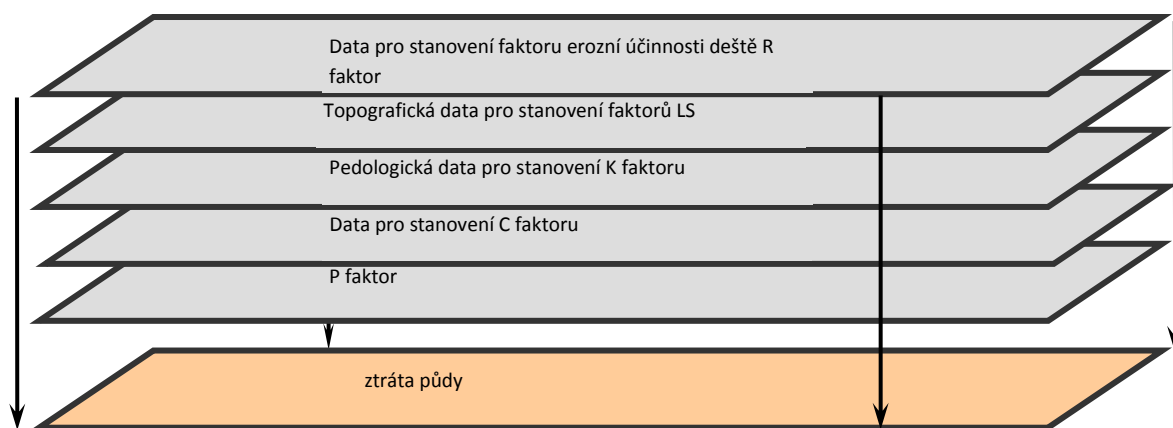 Data pro stanovení faktoru erozní účinnosti deště R
faktor
Topografická data pro stanovení faktorů LS
Pedologická data pro stanovení K faktoru
Data pro stanovení C faktoru
P faktor
ztráta půdy